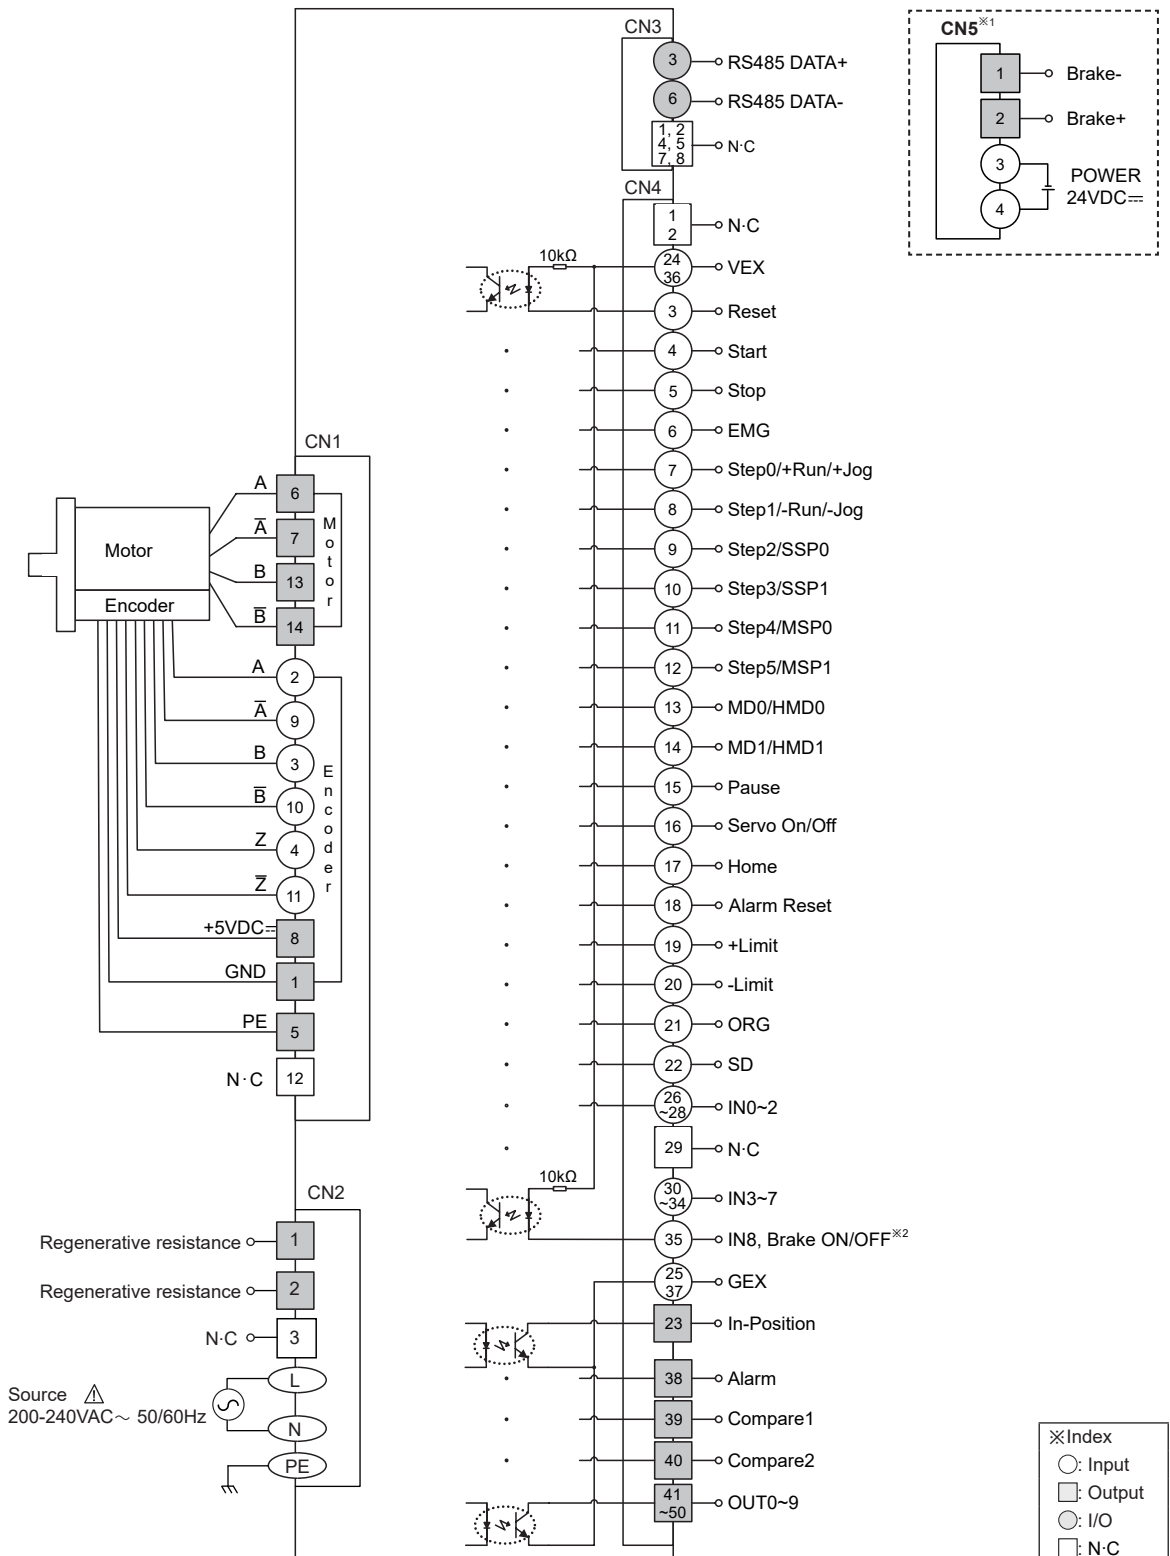 CN3
3 RS485 DATA+
6 RS485 DATA-
1, 2
4, 5
7, 8
N·C
CN4
1
2
N·C
10kΩ
24
36
VEX
3 Reset
4 Start
5 Stop
6 EMG
7 Step0/+Run/+Jog
8 Step1/-Run/-Jog
9 Step2/SSP0
10 Step3/SSP1
11 Step4/MSP0
12 Step5/MSP1
13 MD0/HMD0
14 MD1/HMD1
15 Pause
16 Servo On/Off
17 Home
18 Alarm Reset
19 +Limit
20 -Limit
21 ORG
22 SD
26
~28
IN0~2
29 N·C
10kΩ
30
~34
IN3~7
35 IN8, Brake ON/OFF※2
25
37
GEX
23 In-Position
38 Alarm
39 Compare1
40 Compare2
41
~50
OUT0~9
CN5※1
1 Brake-
2 Brake+
3
4
POWER
24VDC⎓
CN1
Motor
Encoder
A 6
A̅ 7
B 13
B̅ 14
Motor
A 2
A̅ 9
B 3
B̅ 10
Z 4
Z̅ 11
+5VDC⎓ 8
GND 1
Encoder
PE 5
N·C 12
CN2
Regenerative resistance 1
Regenerative resistance 2
N·C 3
L
N
PE
Source ⚠
200-240VAC～ 50/60Hz
※Index
○: Input
□: Output
○: I/O
□: N·C